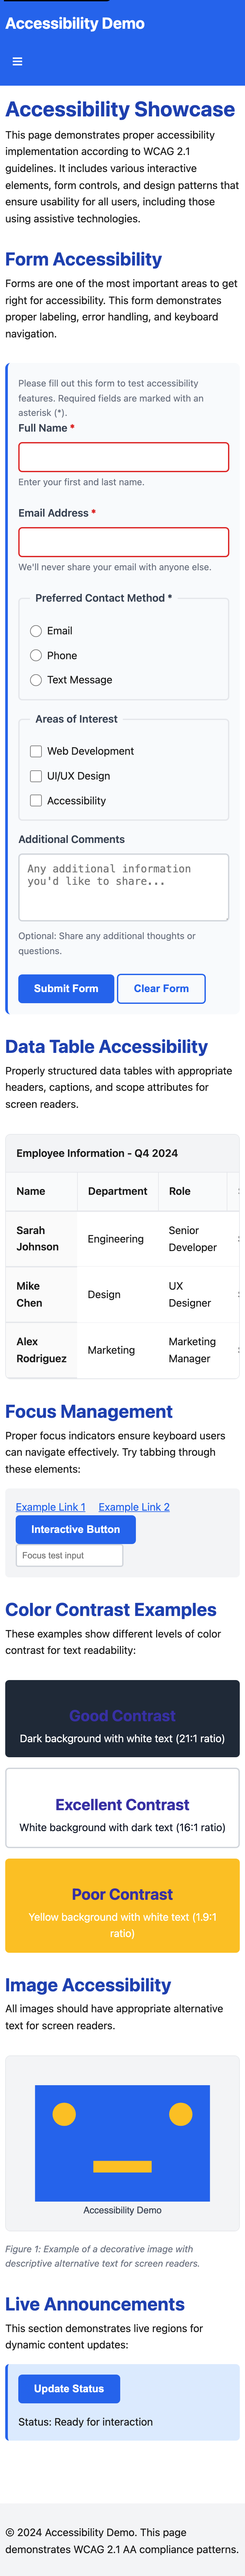 Accessibility Demo
≡
Accessibility Showcase
This page demonstrates proper accessibility
implementation according to WCAG 2.1
guidelines. It includes various interactive
elements, form controls, and design patterns that
ensure usability for all users, including those
using assistive technologies.
Form Accessibility
Forms are one of the most important areas to get
right for accessibility. This form demonstrates
proper labeling, error handling, and keyboard
navigation.
Please fill out this form to test accessibility
features. Required fields are marked with an
asterisk (*).
Full Name *
Enter your first and last name.
Email Address *
We'll never share your email with anyone else.
Preferred Contact Method *
Email
Phone
Text Message
Areas of Interest
Web Development
UI/UX Design
Accessibility
Additional Comments
Any additional information
you'd like to share...
Optional: Share any additional thoughts or
questions.
Submit Form Clear Form
Data Table Accessibility
Properly structured data tables with appropriate
headers, captions, and scope attributes for
screen readers.
Employee Information - Q4 2024
Name Department Role
Sarah Johnson Engineering Senior Developer
Mike Chen Design UX Designer
Alex Rodriguez Marketing Marketing Manager
Focus Management
Proper focus indicators ensure keyboard users
can navigate effectively. Try tabbing through
these elements:
Example Link 1 Example Link 2
Interactive Button
Focus test input
Color Contrast Examples
These examples show different levels of color
contrast for text readability:
Good Contrast
Dark background with white text (21:1 ratio)
Excellent Contrast
White background with dark text (16:1 ratio)
Poor Contrast
Yellow background with white text (1.9:1
ratio)
Image Accessibility
All images should have appropriate alternative
text for screen readers.
Accessibility Demo
Figure 1: Example of a decorative image with
descriptive alternative text for screen readers.
Live Announcements
This section demonstrates live regions for
dynamic content updates:
Update Status
Status: Ready for interaction
© 2024 Accessibility Demo. This page
demonstrates WCAG 2.1 AA compliance patterns.